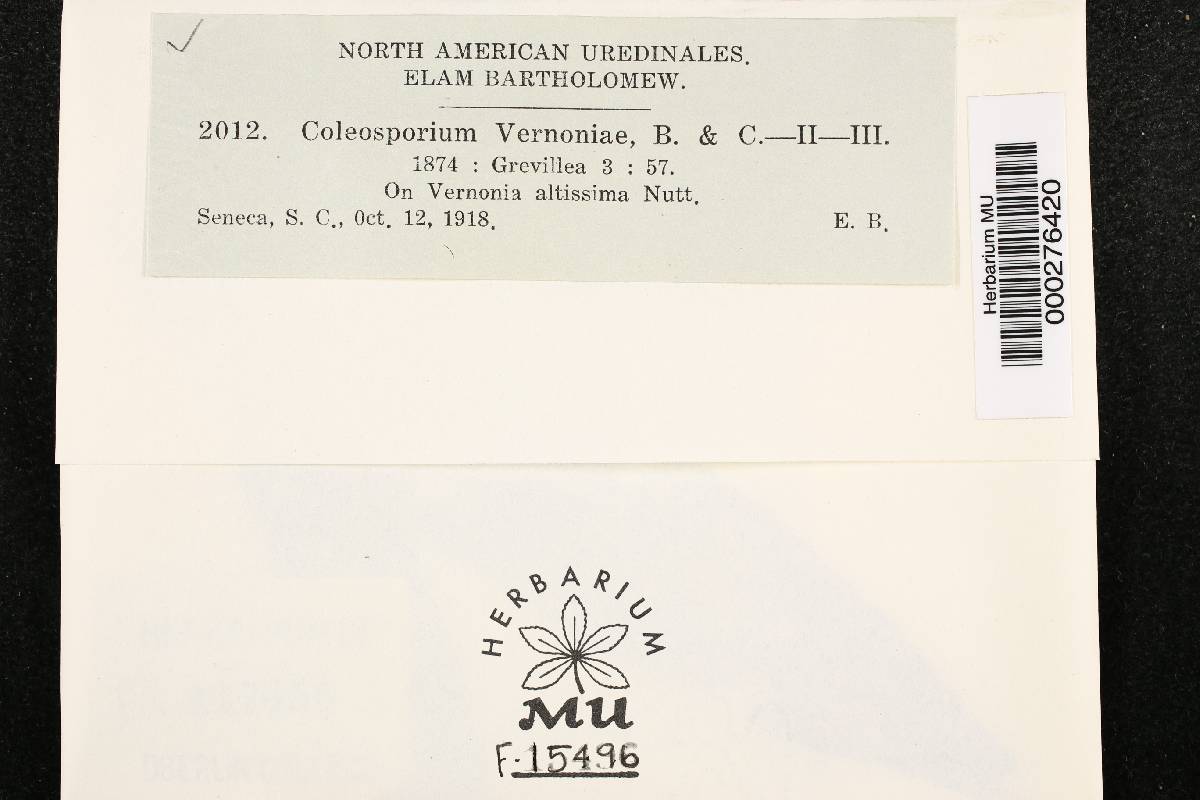 NORTH AMERICAN UREDINALES.
ELAM BARTHOLOMEW.
2012. Coleosporium Vernoniae, B. & C.—II—III.
1874 : Grevillea 3 : 57.
On Vernonia altissima Nutt.
Seneca, S. C., Oct. 12, 1918. E. B.
Herbarium MU
000276420
HERBARIUM
MU
F-15496